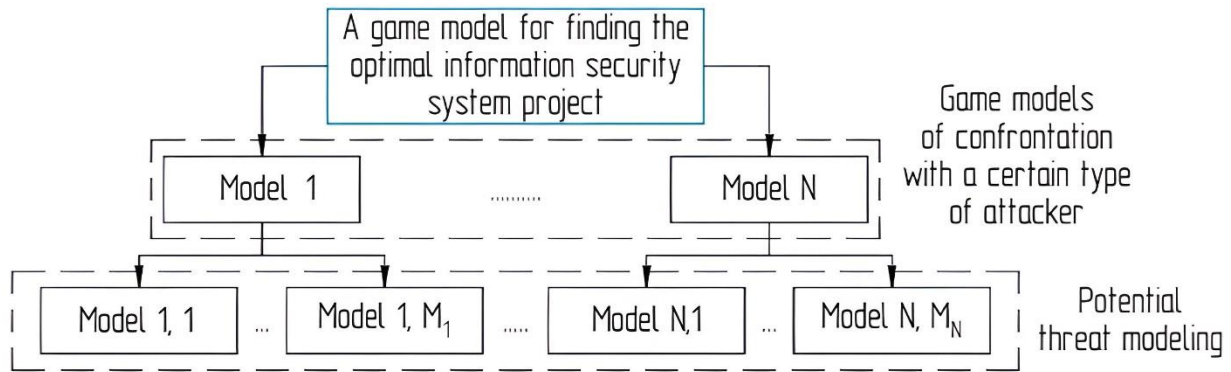 A game model for finding the
optimal information security
system project
Game models
of confrontation
with a certain type
of attacker
Model 1
..........
Model N
Model 1, 1
...
Model 1, M₁
.....
Model N,1
...
Model N, M_N
Potential
threat modeling